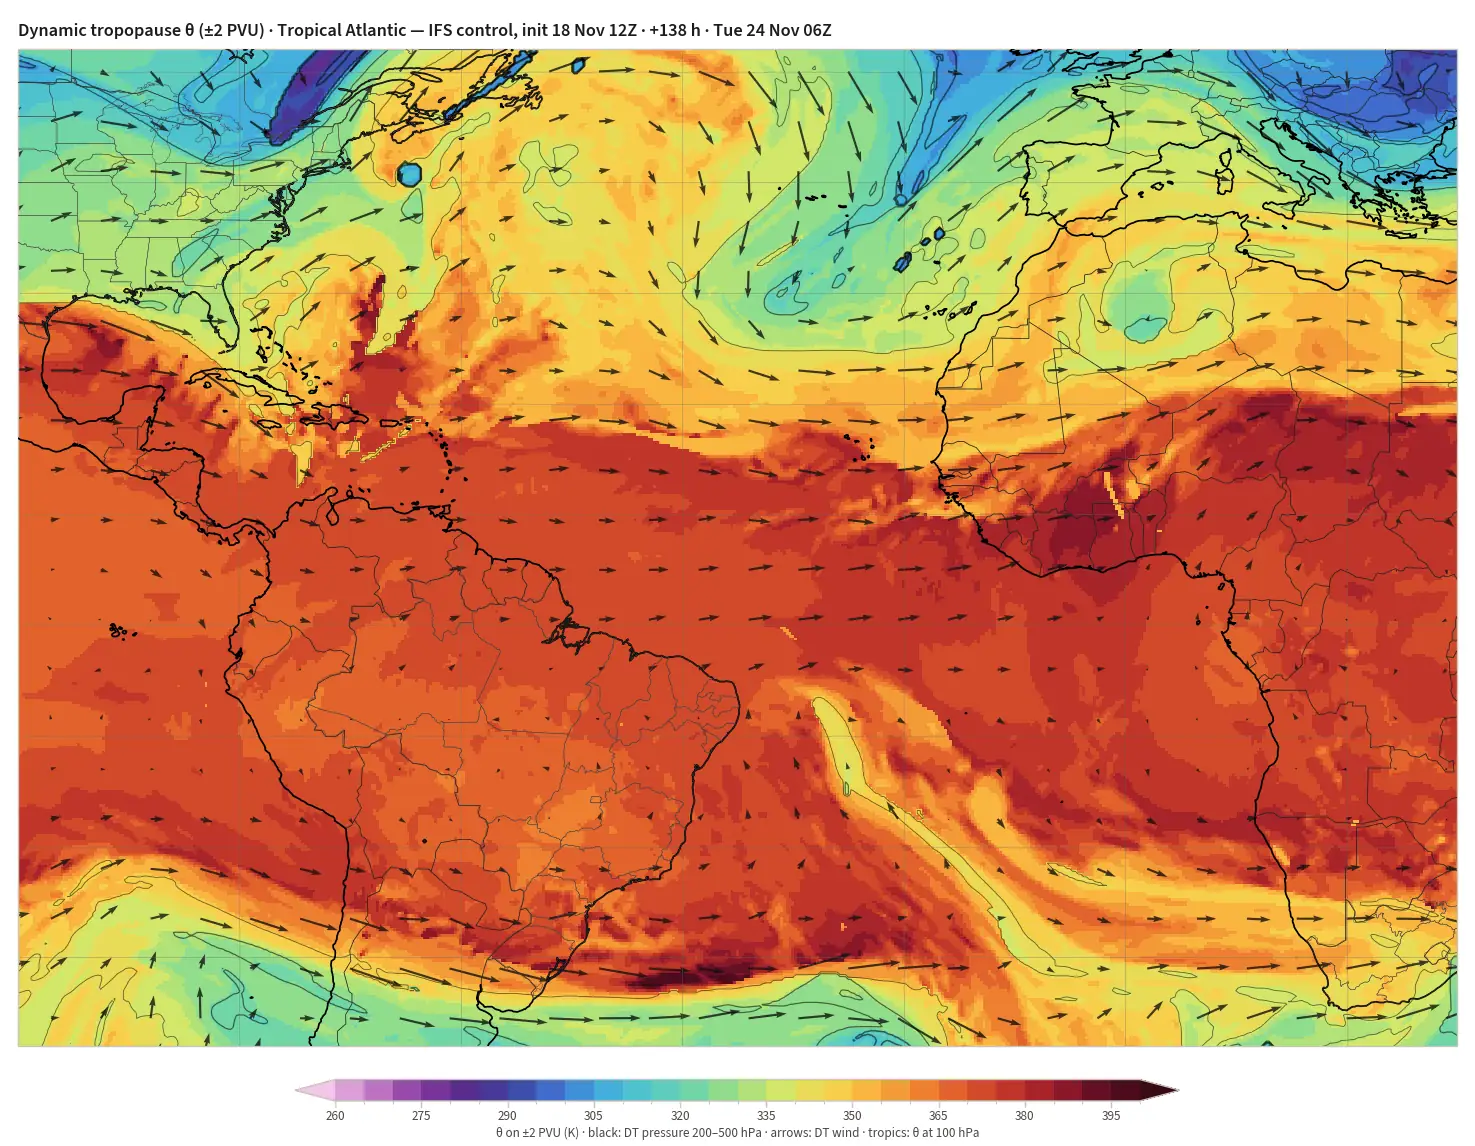 Dynamic tropopause θ (±2 PVU) · Tropical Atlantic — IFS control, init 18 Nov 12Z · +138 h · Tue 24 Nov 06Z
260 275 290 305 320 335 350 365 380 395
θ on ±2 PVU (K) · black: DT pressure 200–500 hPa · arrows: DT wind · tropics: θ at 100 hPa